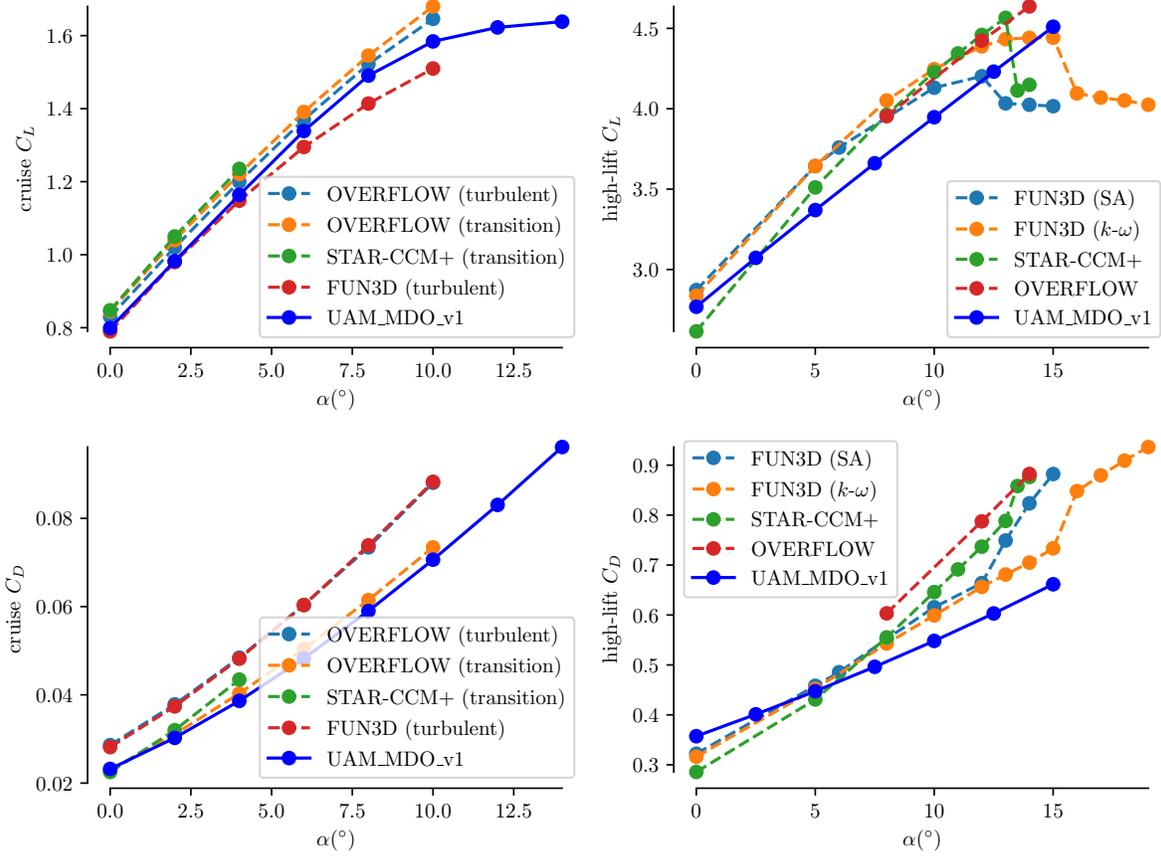 1.6
1.4
1.2
1.0
0.8
cruise C_L
0.0 2.5 5.0 7.5 10.0 12.5
α(°)
OVERFLOW (turbulent)
OVERFLOW (transition)
STAR-CCM+ (transition)
FUN3D (turbulent)
UAM_MDO_v1
4.5
4.0
3.5
3.0
high-lift C_L
0 5 10 15
α(°)
FUN3D (SA)
FUN3D (k-ω)
STAR-CCM+
OVERFLOW
UAM_MDO_v1
0.08
0.06
0.04
0.02
cruise C_D
0.0 2.5 5.0 7.5 10.0 12.5
α(°)
OVERFLOW (turbulent)
OVERFLOW (transition)
STAR-CCM+ (transition)
FUN3D (turbulent)
UAM_MDO_v1
0.9
0.8
0.7
0.6
0.5
0.4
0.3
high-lift C_D
0 5 10 15
α(°)
FUN3D (SA)
FUN3D (k-ω)
STAR-CCM+
OVERFLOW
UAM_MDO_v1